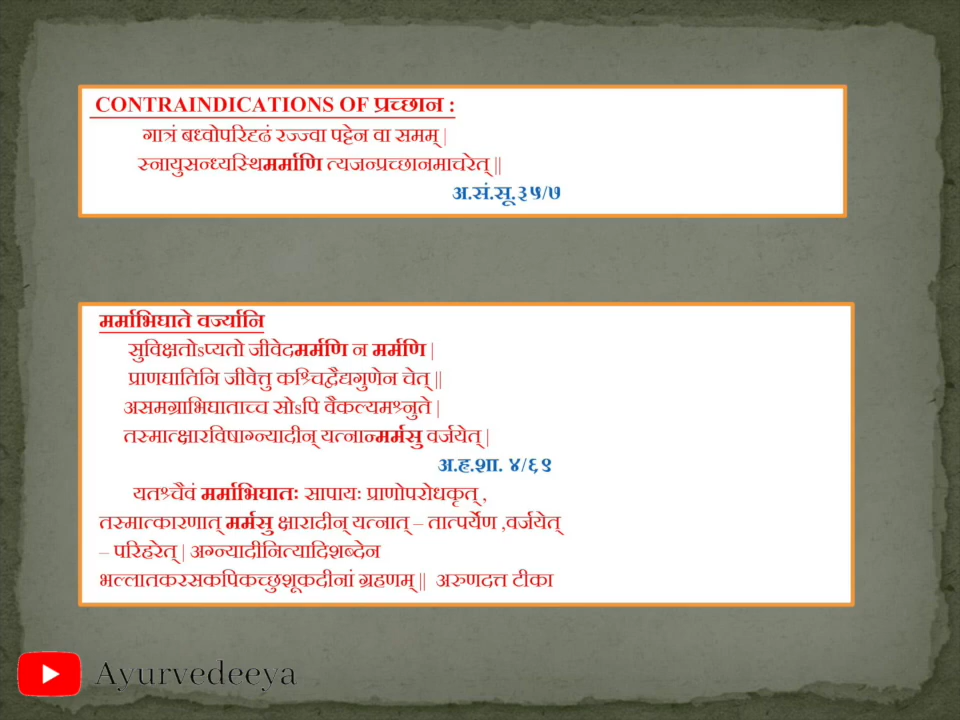 CONTRAINDICATIONS OF प्रच्छान :
गात्रं बध्वोपरिदृढं रज्ज्वा पट्टेन वा समम् |
स्नायुसन्ध्यस्थिमर्माणि त्यजन्प्रच्छानमाचरेत् ||
अ.सं.सू.३५/७
मर्माभिघाते वर्ज्यानि
सुविक्षतोऽप्यतो जीवेदमर्मणि न मर्मणि |
प्राणघातिनि जीवेत्तु कश्चिद्वैद्यगुणेन चेत् ||
असमग्राभिघाताच्च सोऽपि वैकल्यमश्नुते |
तस्मात्क्षारविषाग्न्यादीन् यत्नान्मर्मसु वर्जयेत् |
अ.हृ.शा. ४/६९
यतश्चैवं मर्माभिघातः सापायः प्राणोपरोधकृत् ,
तस्मात्कारणात् मर्मसु क्षारादीन् यत्नात् – तात्पर्येण ,वर्जयेत्
– परिहरेत् | अग्न्यादीनित्यादिशब्देन
भल्लातकरसकपिकच्छुशूकदीनां ग्रहणम् || अरुणदत्त टीका
Ayurvedeeya